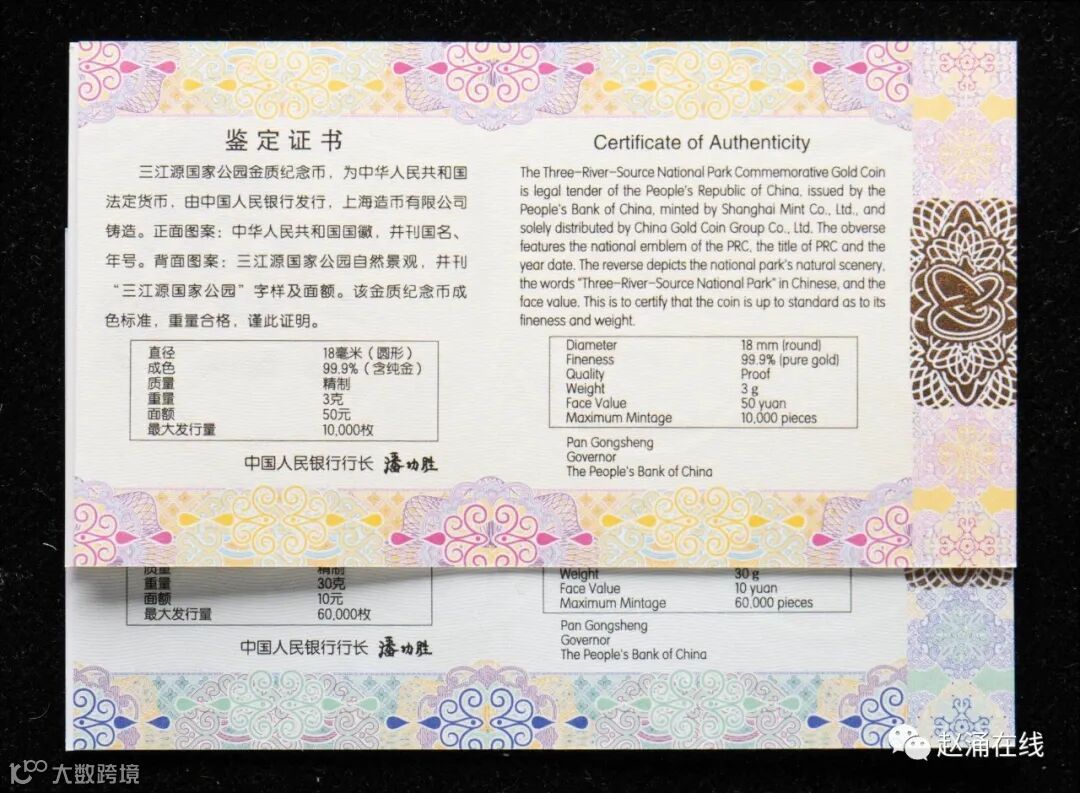 鉴定证书
三江源国家公园金质纪念币，为中华人民共和国
法定货币，由中国人民银行发行，上海造币有限公司
铸造。正面图案：中华人民共和国国徽，并刊国名、
年号。背面图案：三江源国家公园自然景观，并刊
“三江源国家公园”字样及面额。该金质纪念币成
色标准，重量合格，谨此证明。
直径 18毫米（圆形）
成色 99.9%（含纯金）
质量 精制
重量 3克
面额 50元
最大发行量 10,000枚
中国人民银行行长 潘功胜
Certificate of Authenticity
The Three-River-Source National Park Commemorative Gold Coin
is legal tender of the People's Republic of China, issued by the
People's Bank of China, minted by Shanghai Mint Co., Ltd., and
solely distributed by China Gold Coin Group Co., Ltd. The obverse
features the national emblem of the PRC, the title of PRC and the
year date. The reverse depicts the national park's natural scenery,
the words "Three-River-Source National Park" in Chinese, and the
face value. This is to certify that the coin is up to standard as to its
fineness and weight.
Diameter 18 mm (round)
Fineness 99.9% (pure gold)
Quality Proof
Weight 3 g
Face Value 50 yuan
Maximum Mintage 10,000 pieces
Pan Gongsheng
Governor
The People's Bank of China
质量 精制
重量 30克
面额 10元
最大发行量 60,000枚
中国人民银行行长 潘功胜
Weight 30 g
Face Value 10 yuan
Maximum Mintage 60,000 pieces
Pan Gongsheng
Governor
The People's Bank of China
赵涌在线
大数跨境